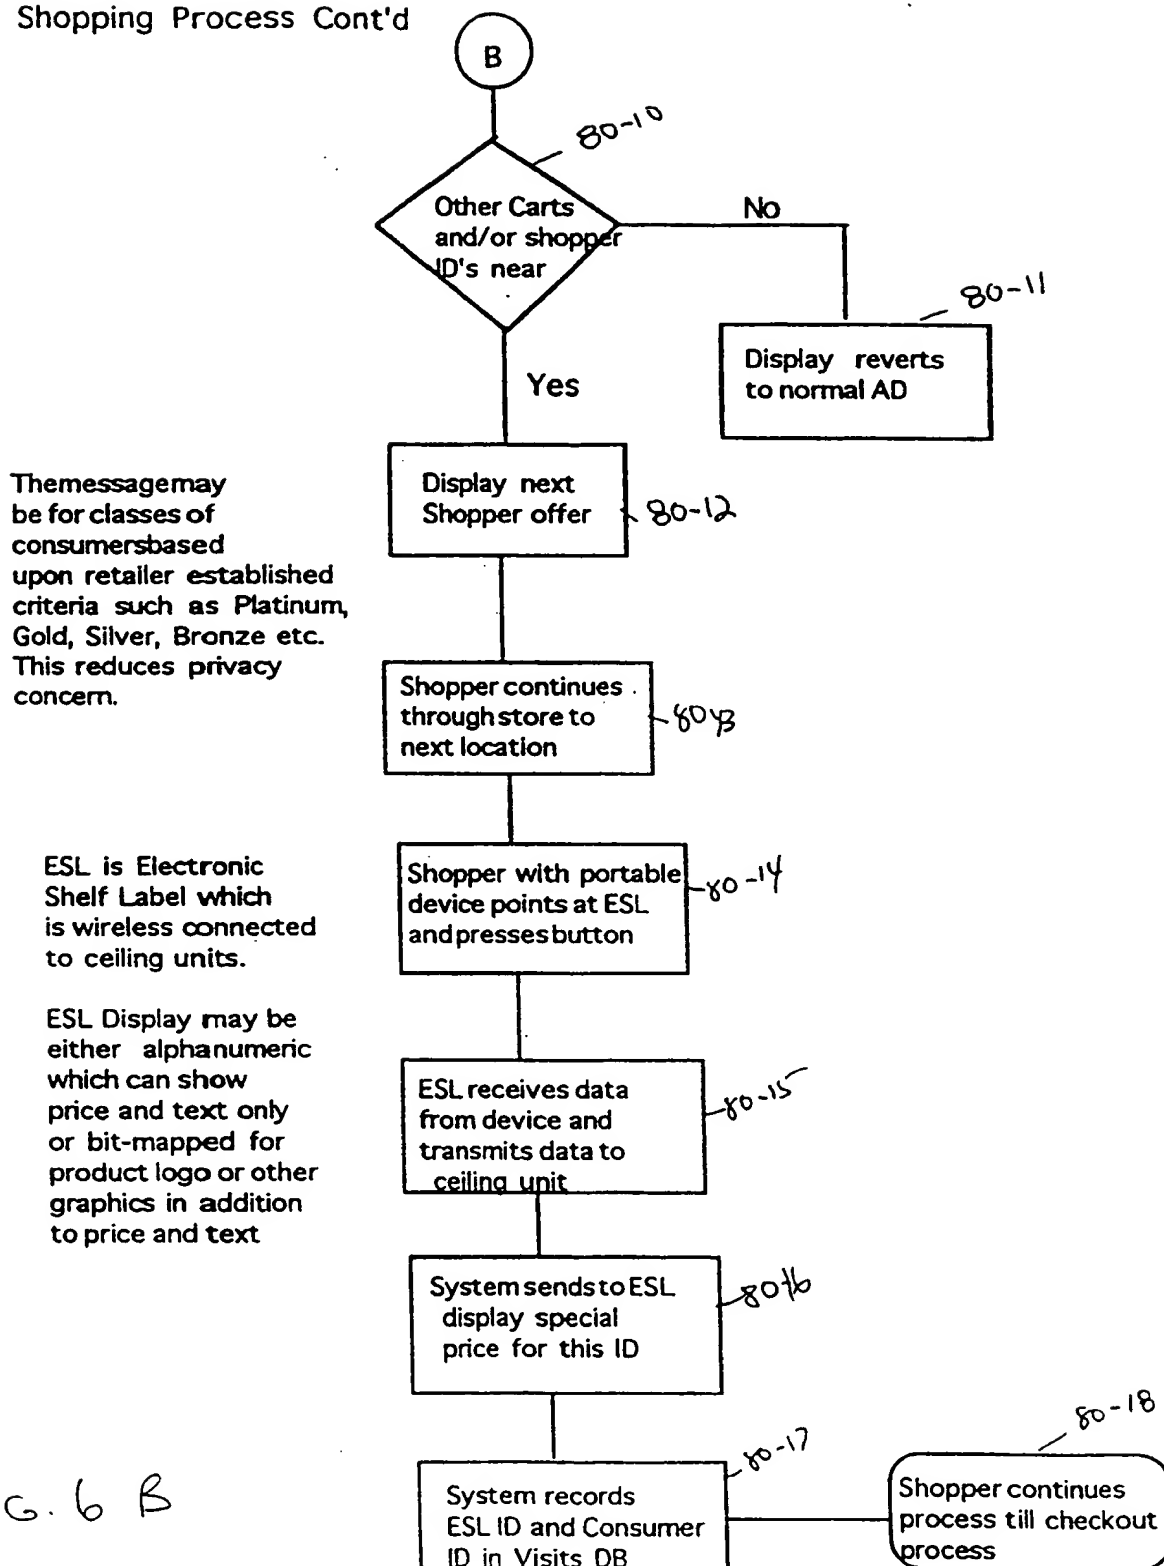 Shopping Process Cont'd
B
80-10
Other Carts
and/or shopper
ID's near
No
80-11
Display reverts
to normal AD
Yes
Display next
Shopper offer
80-12
Themessagemay
be for classes of
consumersbased
upon retailer established
criteria such as Platinum,
Gold, Silver, Bronze etc.
This reduces privacy
concern.
Shopper continues
through store to
next location
80-13
ESL is Electronic
Shelf Label which
is wireless connected
to ceiling units.
Shopper with portable
device points at ESL
and presses button
80-14
ESL Display may be
either alphanumeric
which can show
price and text only
or bit-mapped for
product logo or other
graphics in addition
to price and text
ESL receives data
from device and
transmits data to
ceiling unit
80-15
System sends to ESL
display special
price for this ID
80-16
80-17
System records
ESL ID and Consumer
ID in Visits DB
80-18
Shopper continues
process till checkout
process
G. 6 B